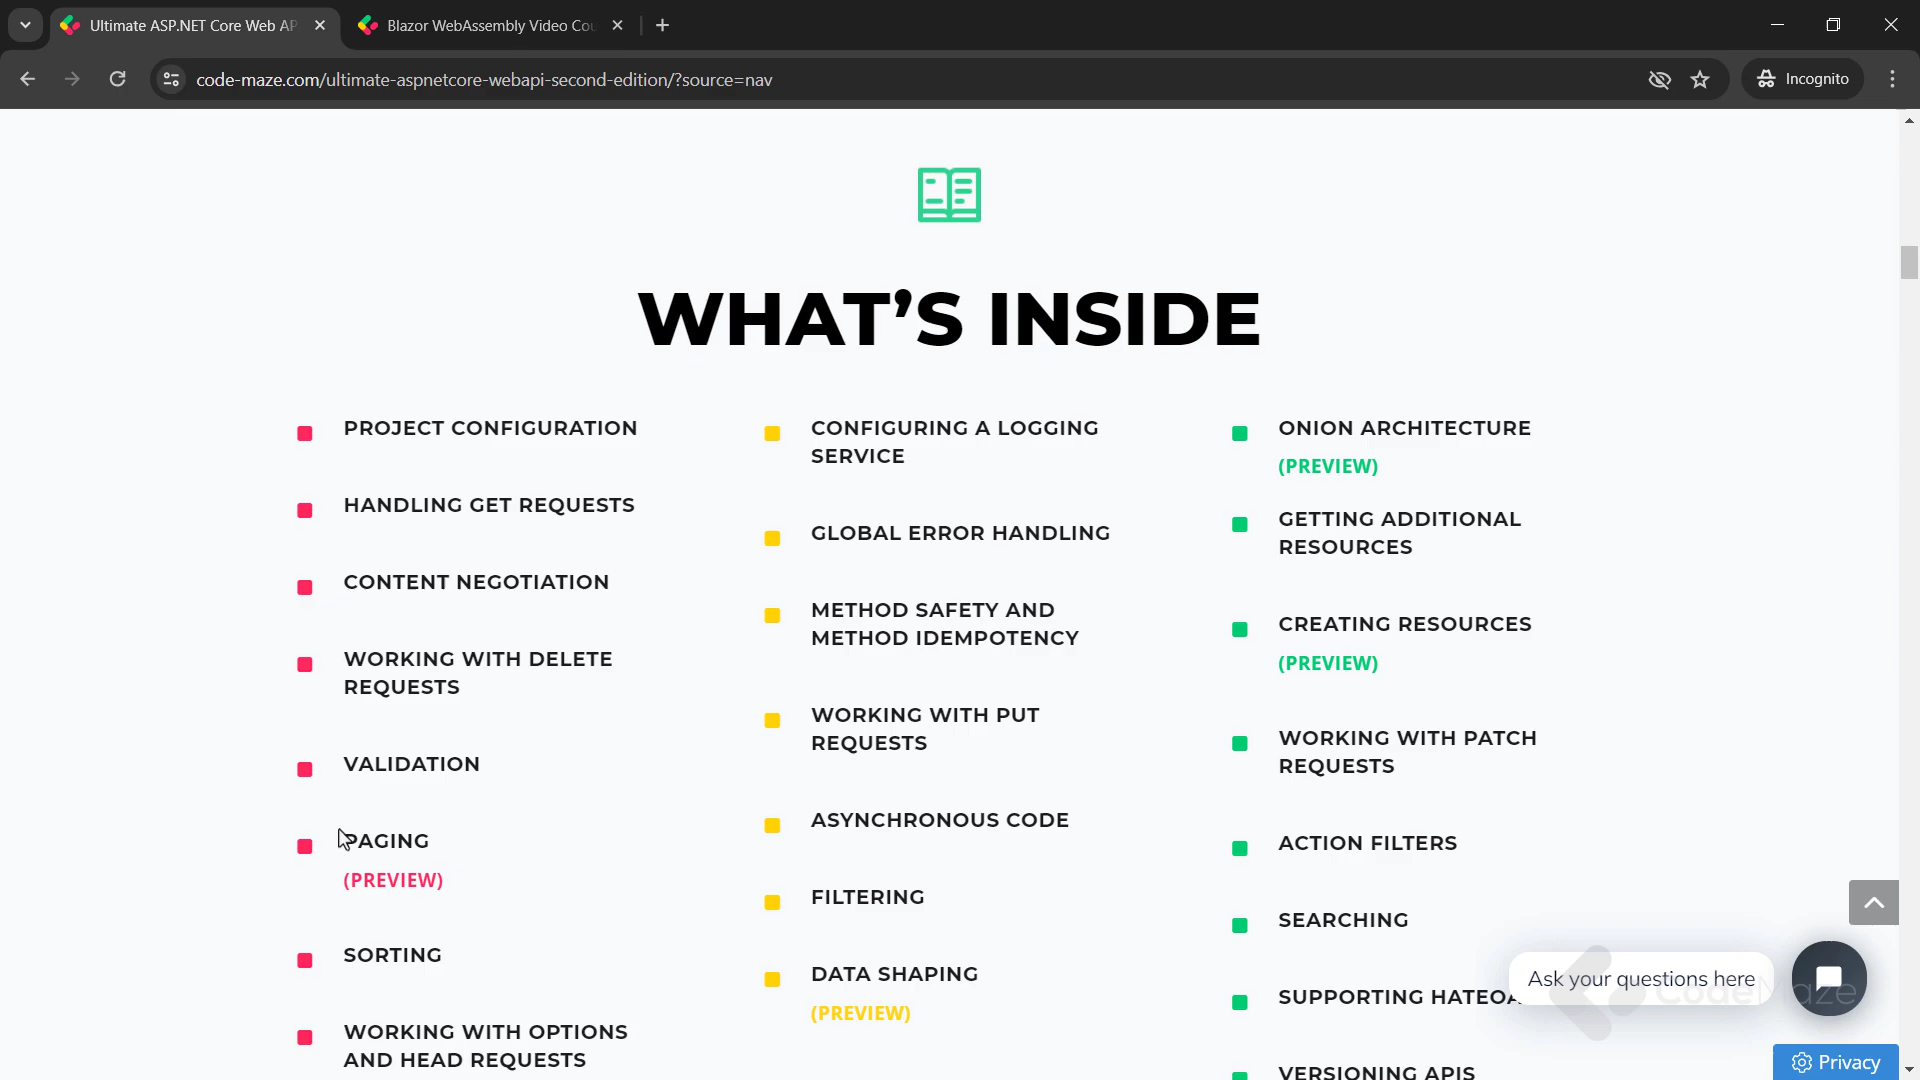 Ultimate ASP.NET Core Web AP
Blazor WebAssembly Video Cou
code-maze.com/ultimate-aspnetcore-webapi-second-edition/?source=nav
Incognito
WHAT’S INSIDE
PROJECT CONFIGURATION
HANDLING GET REQUESTS
CONTENT NEGOTIATION
WORKING WITH DELETE
REQUESTS
VALIDATION
PAGING
(PREVIEW)
SORTING
WORKING WITH OPTIONS
AND HEAD REQUESTS
CONFIGURING A LOGGING
SERVICE
GLOBAL ERROR HANDLING
METHOD SAFETY AND
METHOD IDEMPOTENCY
WORKING WITH PUT
REQUESTS
ASYNCHRONOUS CODE
FILTERING
DATA SHAPING
(PREVIEW)
ONION ARCHITECTURE
(PREVIEW)
GETTING ADDITIONAL
RESOURCES
CREATING RESOURCES
(PREVIEW)
WORKING WITH PATCH
REQUESTS
ACTION FILTERS
SEARCHING
SUPPORTING HATEOA
VERSIONING APIS
Ask your questions here
CodeMaze
Privacy